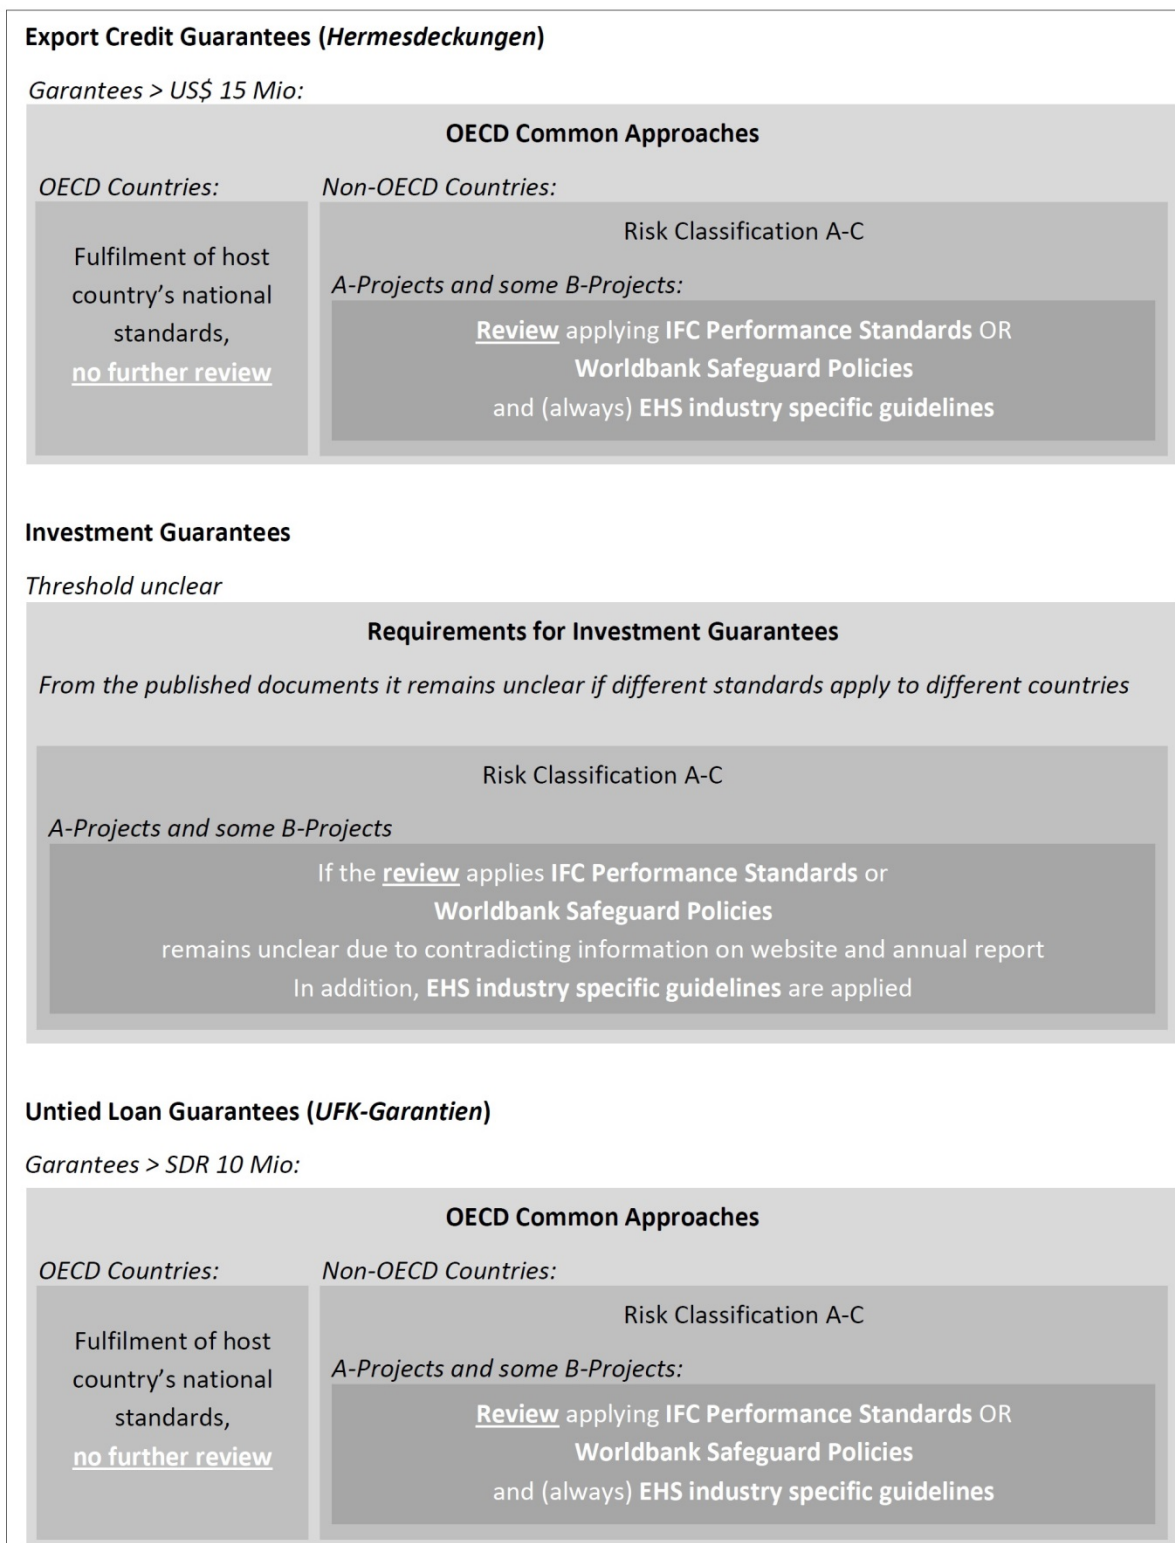 Export Credit Guarantees (Hermesdeckungen)
Garantees > US$ 15 Mio:
OECD Common Approaches
OECD Countries:
Fulfilment of host
country’s national
standards,
no further review
Non-OECD Countries:
Risk Classification A-C
A-Projects and some B-Projects:
Review applying IFC Performance Standards OR
Worldbank Safeguard Policies
and (always) EHS industry specific guidelines
Investment Guarantees
Threshold unclear
Requirements for Investment Guarantees
From the published documents it remains unclear if different standards apply to different countries
Risk Classification A-C
A-Projects and some B-Projects
If the review applies IFC Performance Standards or
Worldbank Safeguard Policies
remains unclear due to contradicting information on website and annual report
In addition, EHS industry specific guidelines are applied
Untied Loan Guarantees (UFK-Garantien)
Garantees > SDR 10 Mio:
OECD Common Approaches
OECD Countries:
Fulfilment of host
country’s national
standards,
no further review
Non-OECD Countries:
Risk Classification A-C
A-Projects and some B-Projects:
Review applying IFC Performance Standards OR
Worldbank Safeguard Policies
and (always) EHS industry specific guidelines